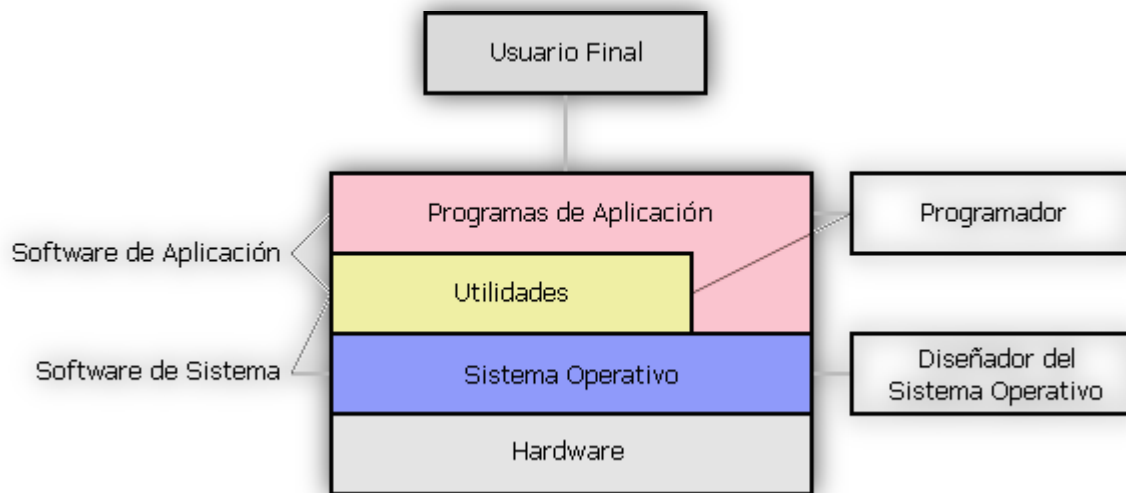 Usuario Final
Programas de Aplicación
Programador
Software de Aplicación
Utilidades
Software de Sistema
Sistema Operativo
Diseñador del
Sistema Operativo
Hardware